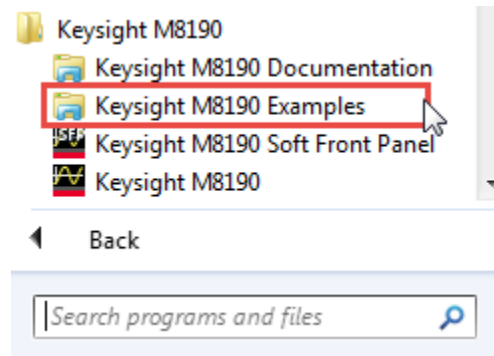 Keysight M8190
Keysight M8190 Documentation
Keysight M8190 Examples
Keysight M8190 Soft Front Panel
Keysight M8190
Back
Search programs and files